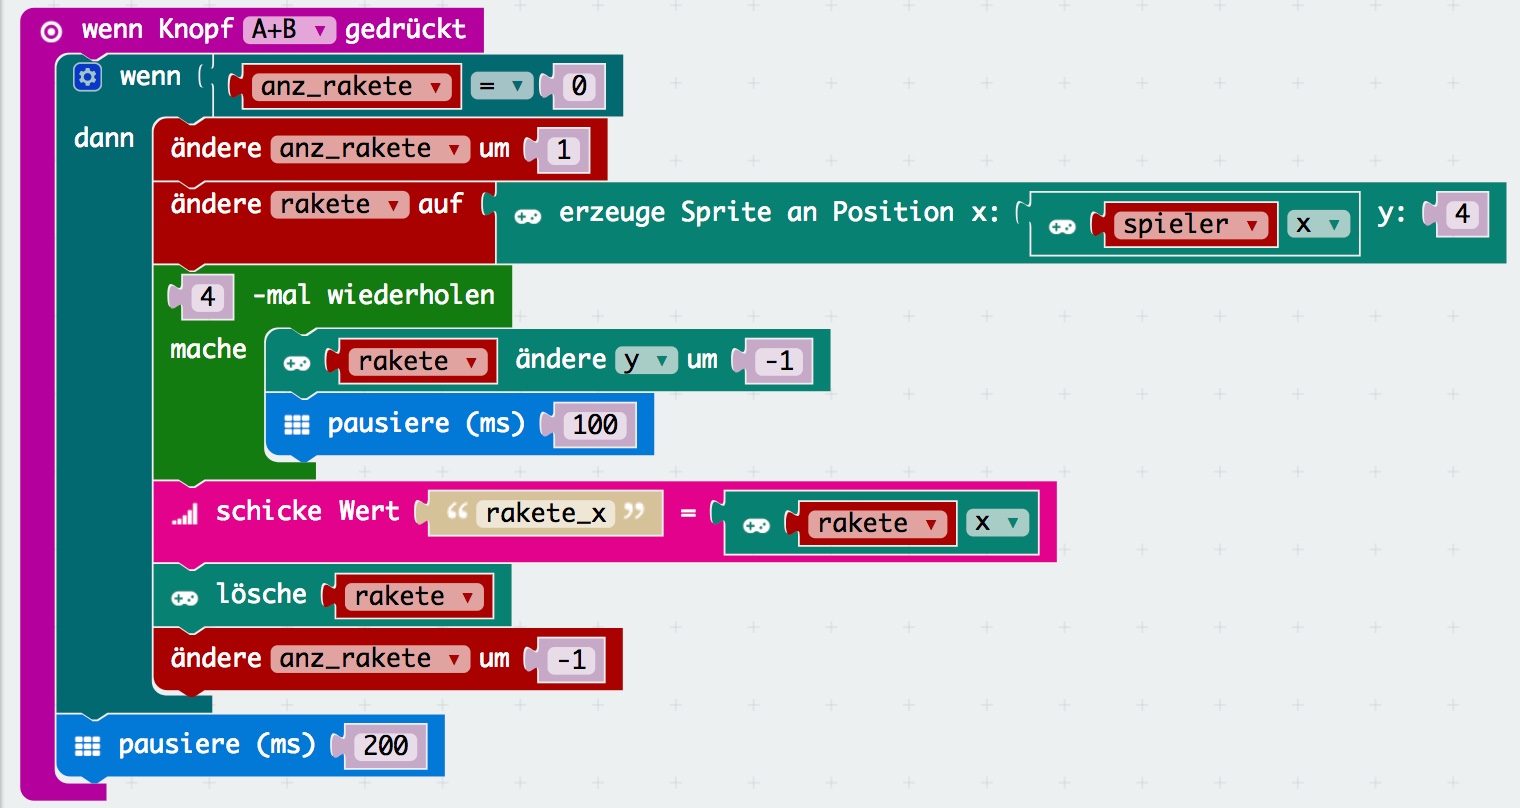 wenn Knopf A+B gedrückt
wenn anz_rakete = 0
dann
ändere anz_rakete um 1
ändere rakete auf erzeuge Sprite an Position x: spieler x y: 4
4 -mal wiederholen
mache rakete ändere y um -1
pausiere (ms) 100
schicke Wert “ rakete_x ” = rakete x
lösche rakete
ändere anz_rakete um -1
pausiere (ms) 200